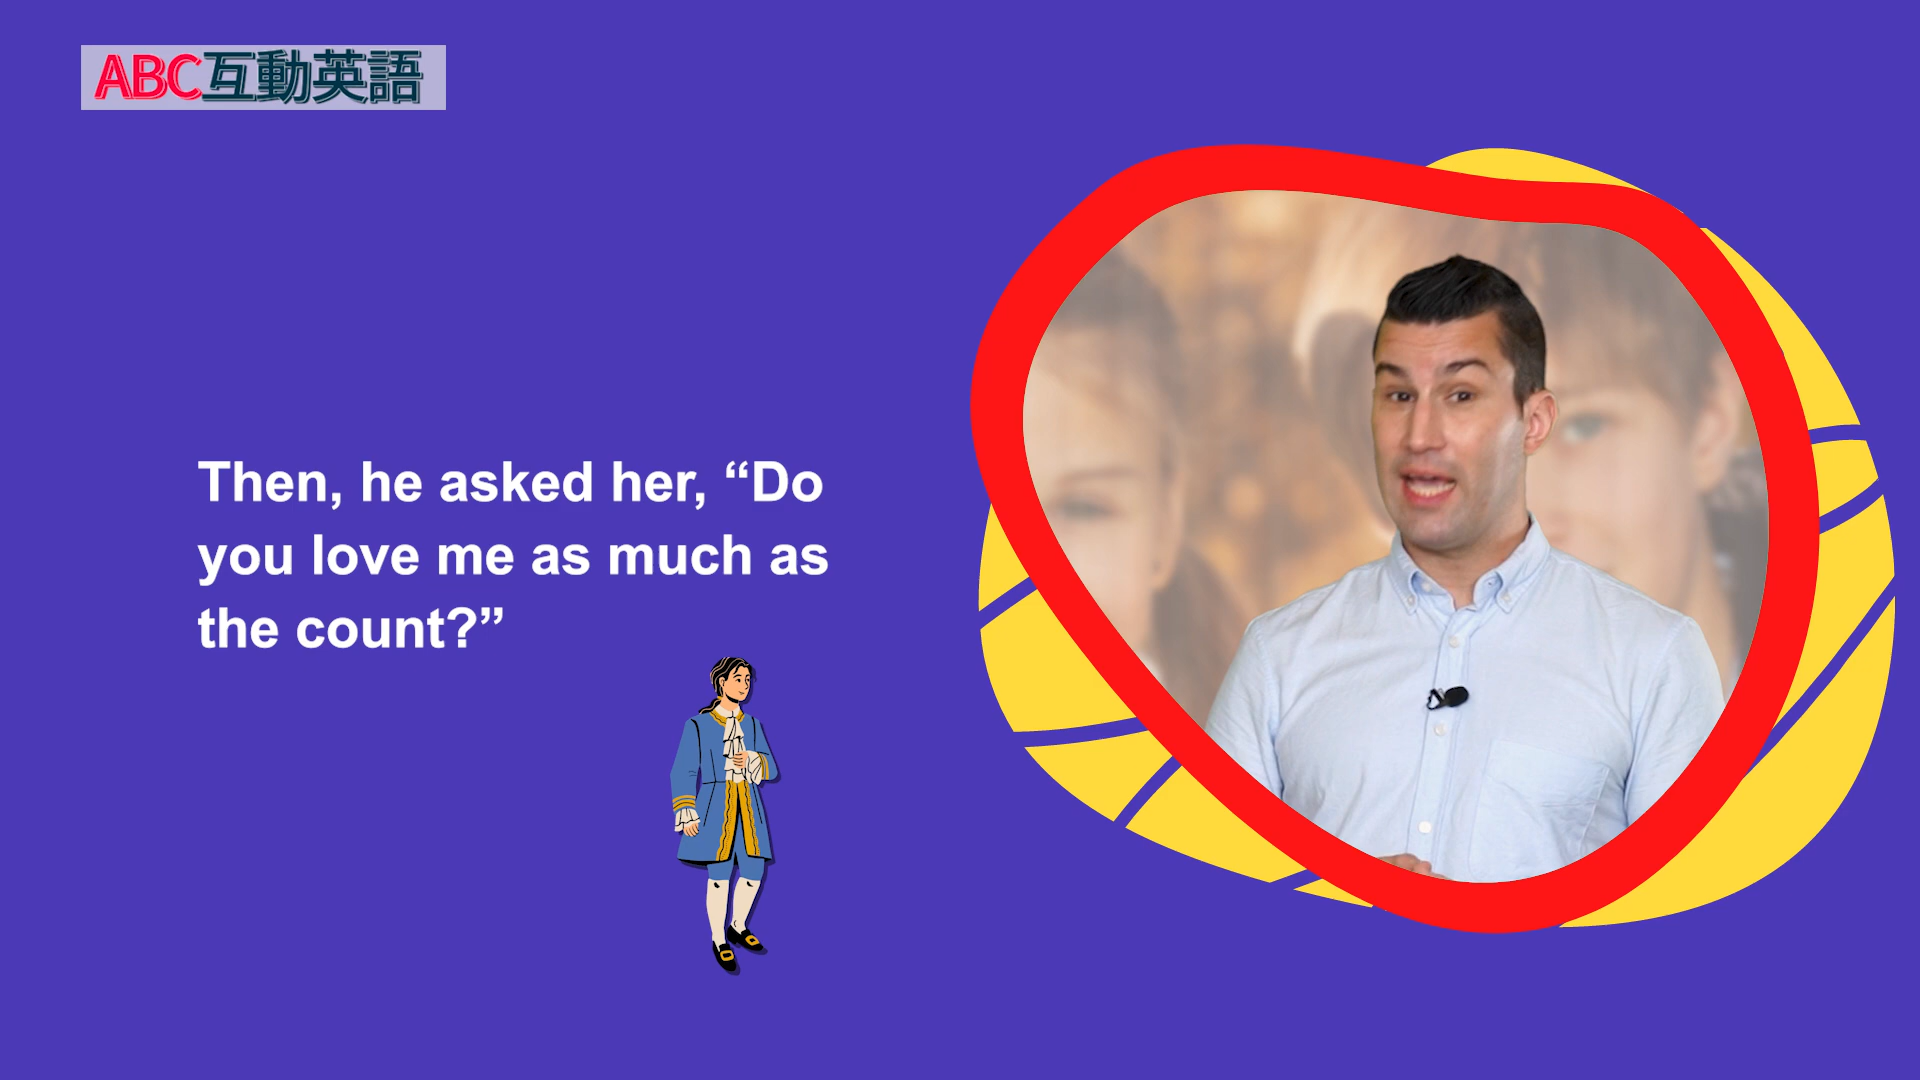 ABC互動英語
Then, he asked her, “Do
you love me as much as
the count?”